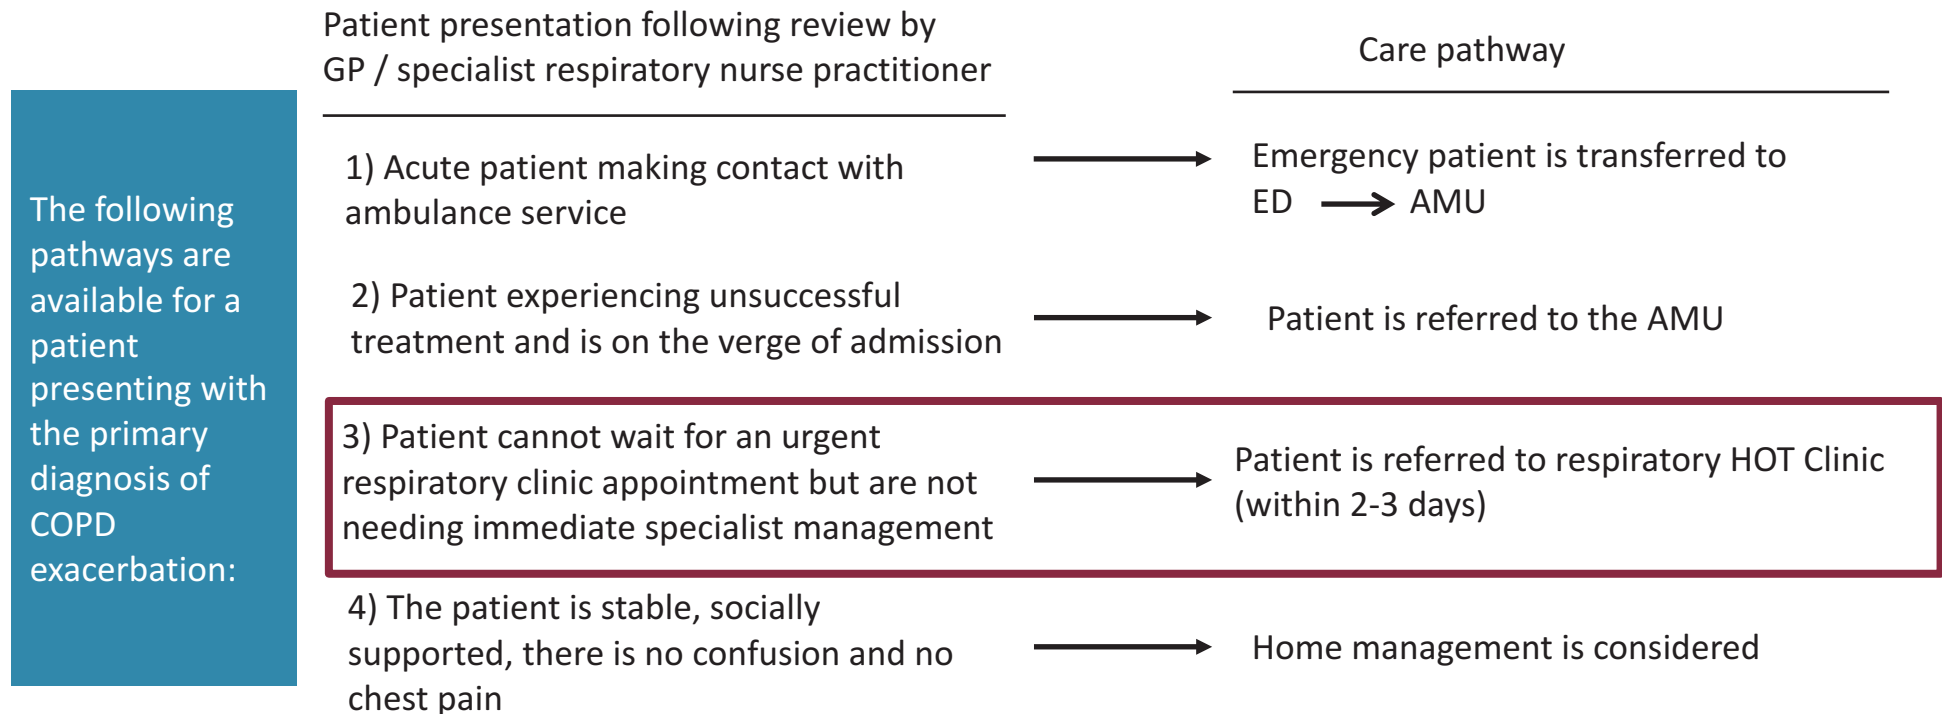 Patient presentation following review by
GP / specialist respiratory nurse practitioner
Care pathway
The following
pathways are
available for a
patient
presenting with
the primary
diagnosis of
COPD
exacerbation:
1) Acute patient making contact with
ambulance service
Emergency patient is transferred to
ED → AMU
2) Patient experiencing unsuccessful
treatment and is on the verge of admission
Patient is referred to the AMU
3) Patient cannot wait for an urgent
respiratory clinic appointment but are not
needing immediate specialist management
Patient is referred to respiratory HOT Clinic
(within 2-3 days)
4) The patient is stable, socially
supported, there is no confusion and no
chest pain
Home management is considered